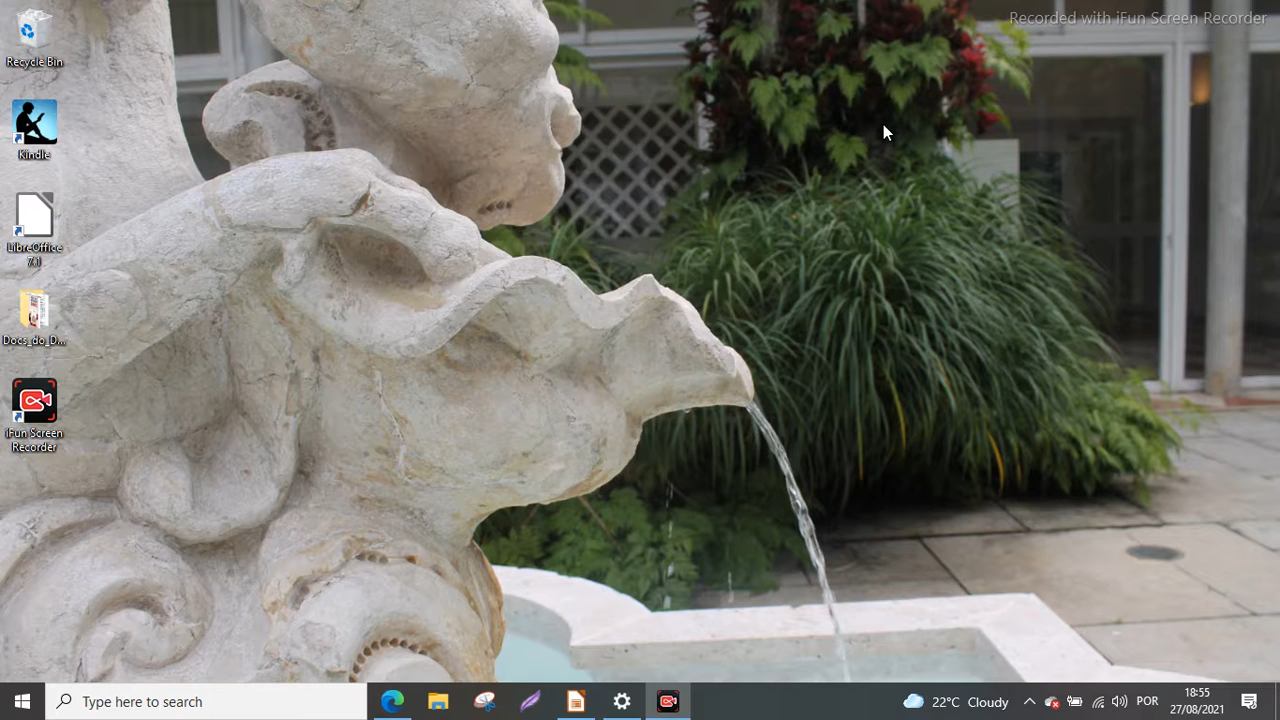 Recorded with iFun Screen Recorder
Recycle Bin
Kindle
LibreOffice
7.1
Docs_do_D...
iFun Screen
Recorder
Type here to search
22°C Cloudy
POR
18:55
27/08/2021